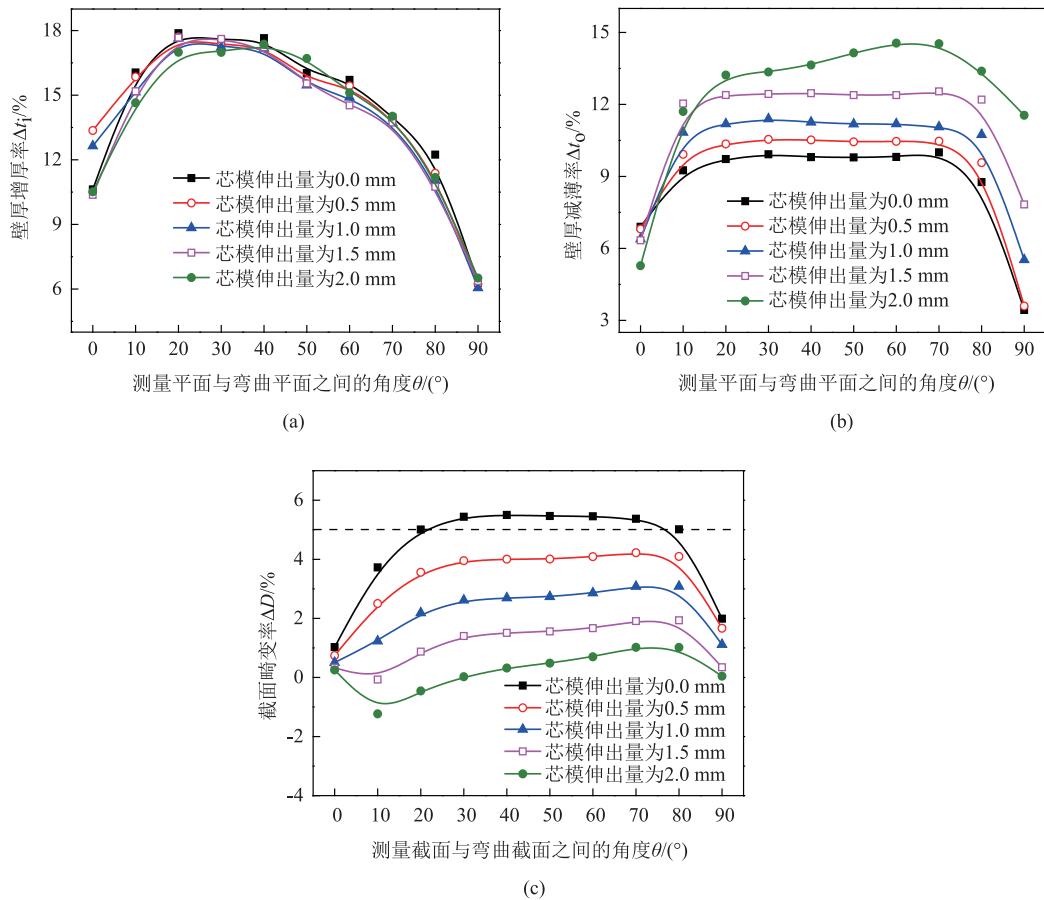 18
15
12
9
6
壁厚增厚率Δti/%
芯模伸出量为0.0 mm
芯模伸出量为0.5 mm
芯模伸出量为1.0 mm
芯模伸出量为1.5 mm
芯模伸出量为2.0 mm
0 10 20 30 40 50 60 70 80 90
测量平面与弯曲平面之间的角度θ/(°)
(a)
15
12
9
6
3
壁厚减薄率ΔtO/%
芯模伸出量为0.0 mm
芯模伸出量为0.5 mm
芯模伸出量为1.0 mm
芯模伸出量为1.5 mm
芯模伸出量为2.0 mm
0 10 20 30 40 50 60 70 80 90
测量平面与弯曲平面之间的角度θ/(°)
(b)
8
6
4
2
0
-2
-4
截面畸变率ΔD/%
芯模伸出量为0.0 mm
芯模伸出量为0.5 mm
芯模伸出量为1.0 mm
芯模伸出量为1.5 mm
芯模伸出量为2.0 mm
0 10 20 30 40 50 60 70 80 90
测量截面与弯曲截面之间的角度θ/(°)
(c)